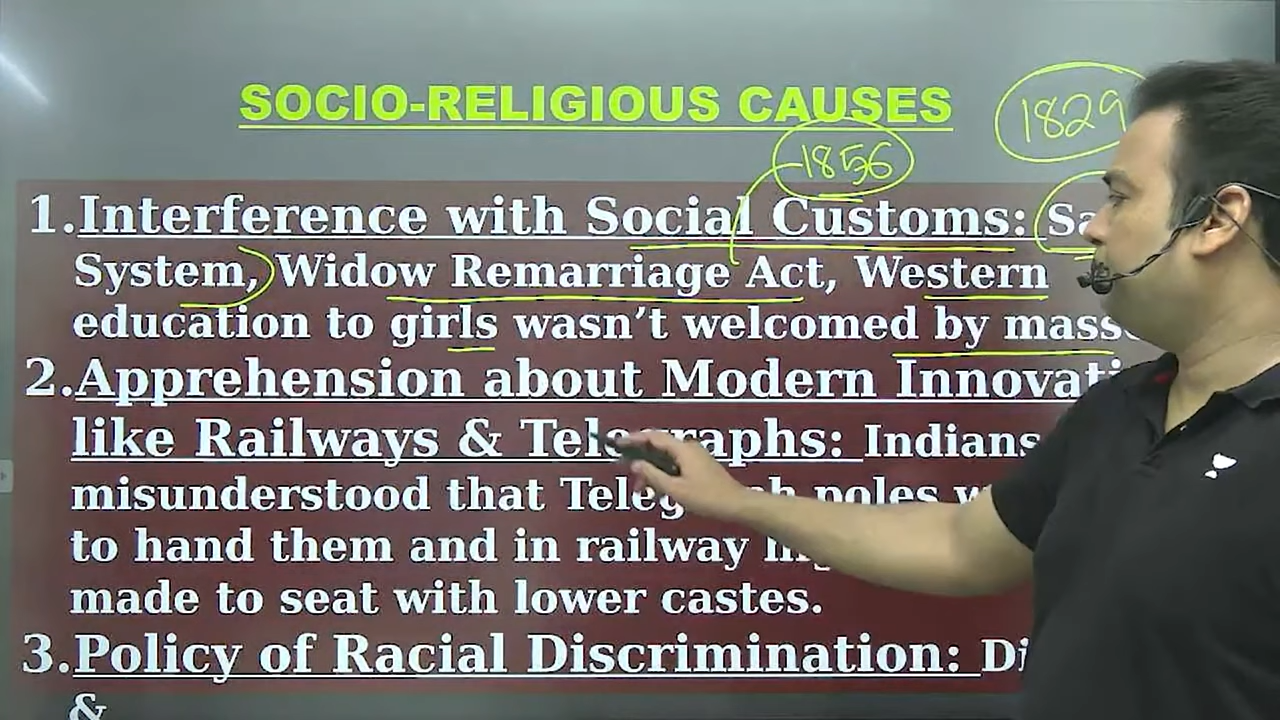 SOCIO-RELIGIOUS CAUSES
1829
1856
1.Interference with Social Customs:
System, Widow Remarriage Act, Western
education to girls wasn't welcomed by
2.Apprehension about Modern
like Railways & Telegraphs: Indians
misunderstood that poles
to hand them and in railway
made to seat with lower castes.
3.Policy of Racial Discrimination:
&